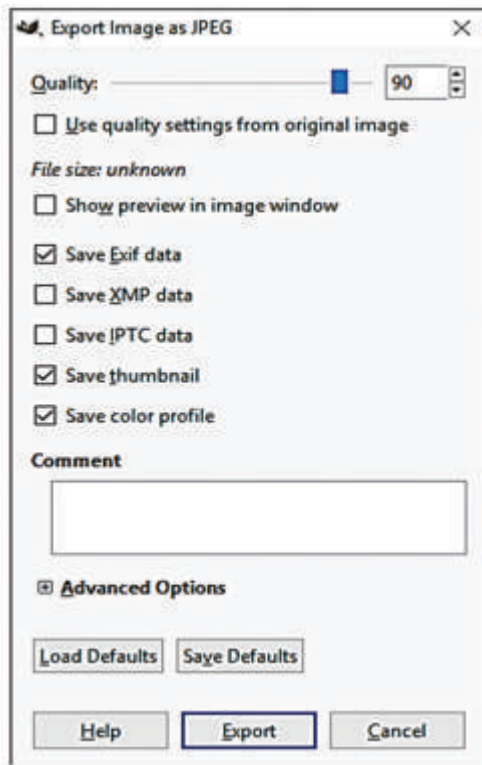 Export Image as JPEG
Quality: 90
Use quality settings from original image
File size: unknown
Show preview in image window
Save Exif data
Save XMP data
Save IPTC data
Save thumbnail
Save color profile
Comment
Advanced Options
Load Defaults Save Defaults
Help Export Cancel